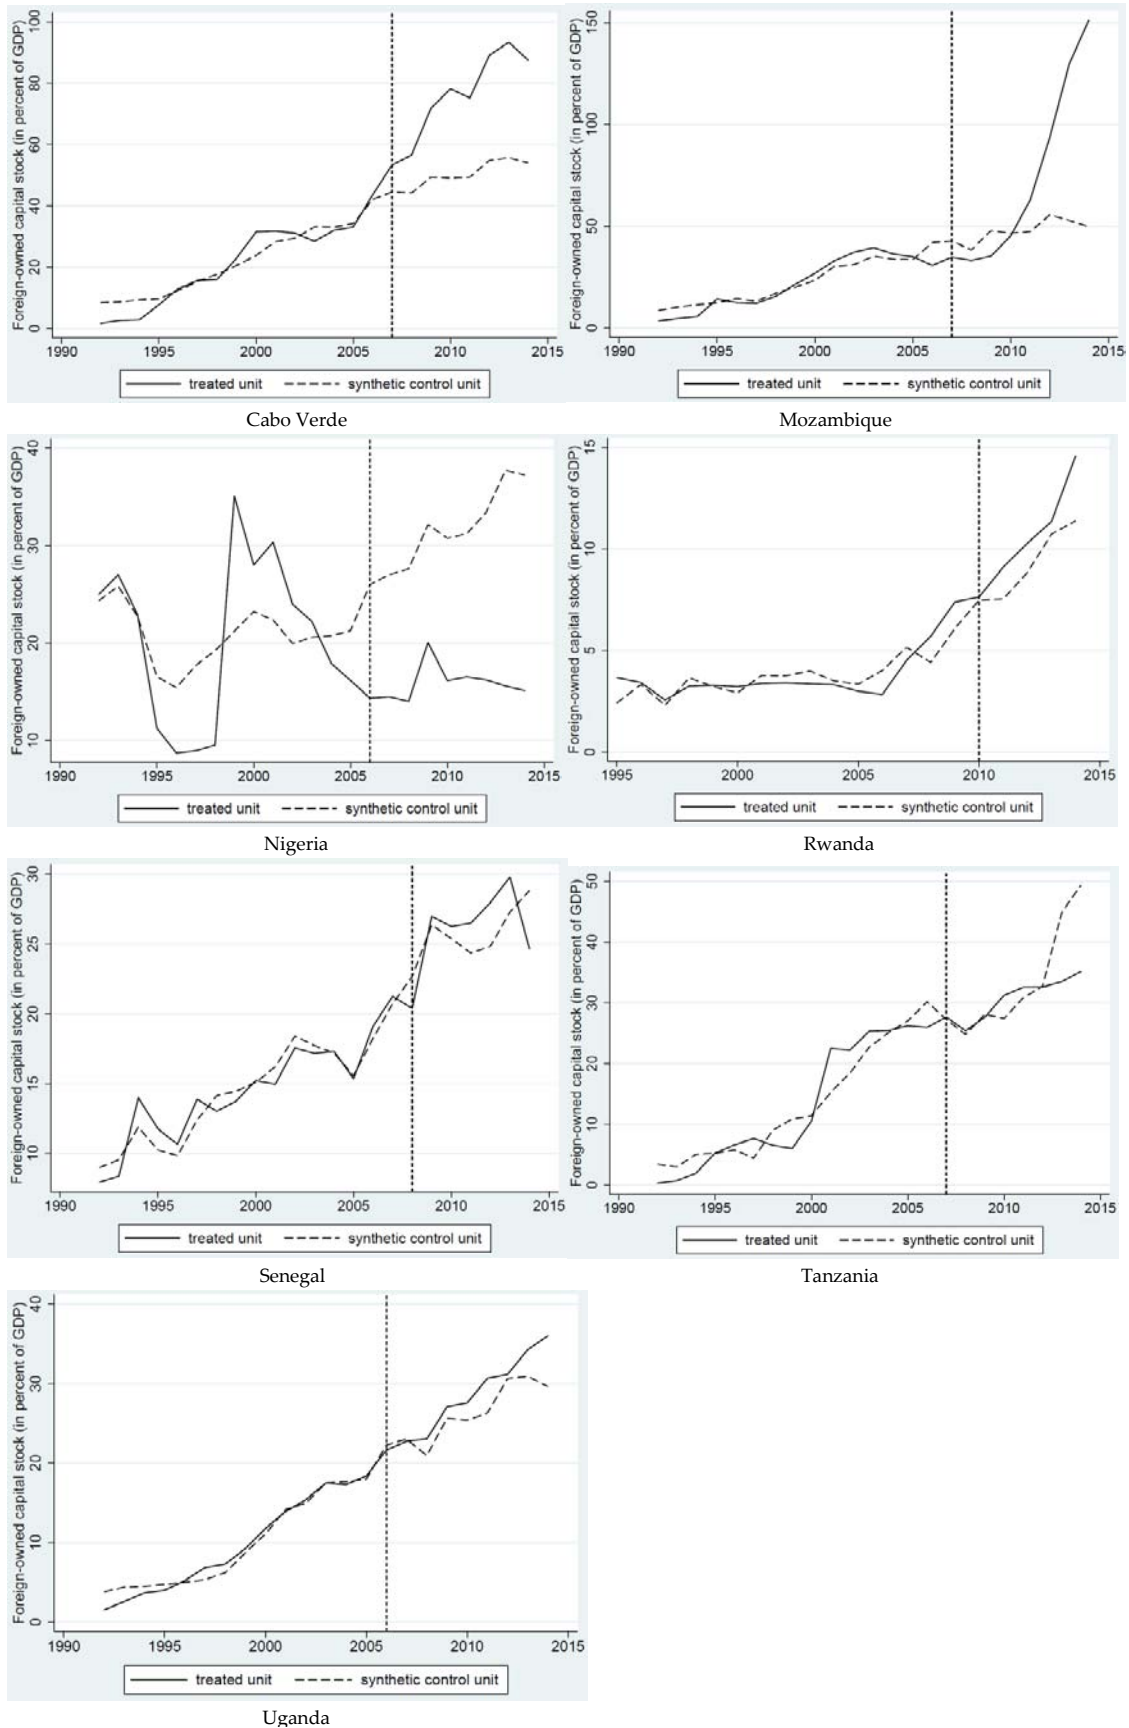 Foreign-owned capital stock (in percent of GDP)
100
80
60
40
20
0
1990 1995 2000 2005 2010 2015
treated unit synthetic control unit
Cabo Verde
Foreign-owned capital stock (in percent of GDP)
150
100
50
0
1990 1995 2000 2005 2010 2015
treated unit synthetic control unit
Mozambique
Foreign-owned capital stock (in percent of GDP)
40
30
20
10
1990 1995 2000 2005 2010 2015
treated unit synthetic control unit
Nigeria
Foreign-owned capital stock (in percent of GDP)
15
10
5
0
1995 2000 2005 2010 2015
treated unit synthetic control unit
Rwanda
Foreign-owned capital stock (in percent of GDP)
30
25
20
15
10
1990 1995 2000 2005 2010 2015
treated unit synthetic control unit
Senegal
Foreign-owned capital stock (in percent of GDP)
50
40
30
20
10
0
1990 1995 2000 2005 2010 2015
treated unit synthetic control unit
Tanzania
Foreign-owned capital stock (in percent of GDP)
40
30
20
10
0
1990 1995 2000 2005 2010 2015
treated unit synthetic control unit
Uganda